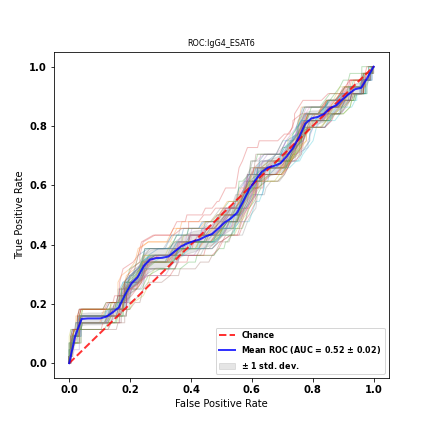 ROC:IgG4_ESAT6
True Positive Rate
1.0
0.8
0.6
0.4
0.2
0.0
Chance
Mean ROC (AUC = 0.52 ± 0.02)
± 1 std. dev.
0.0 0.2 0.4 0.6 0.8 1.0
False Positive Rate